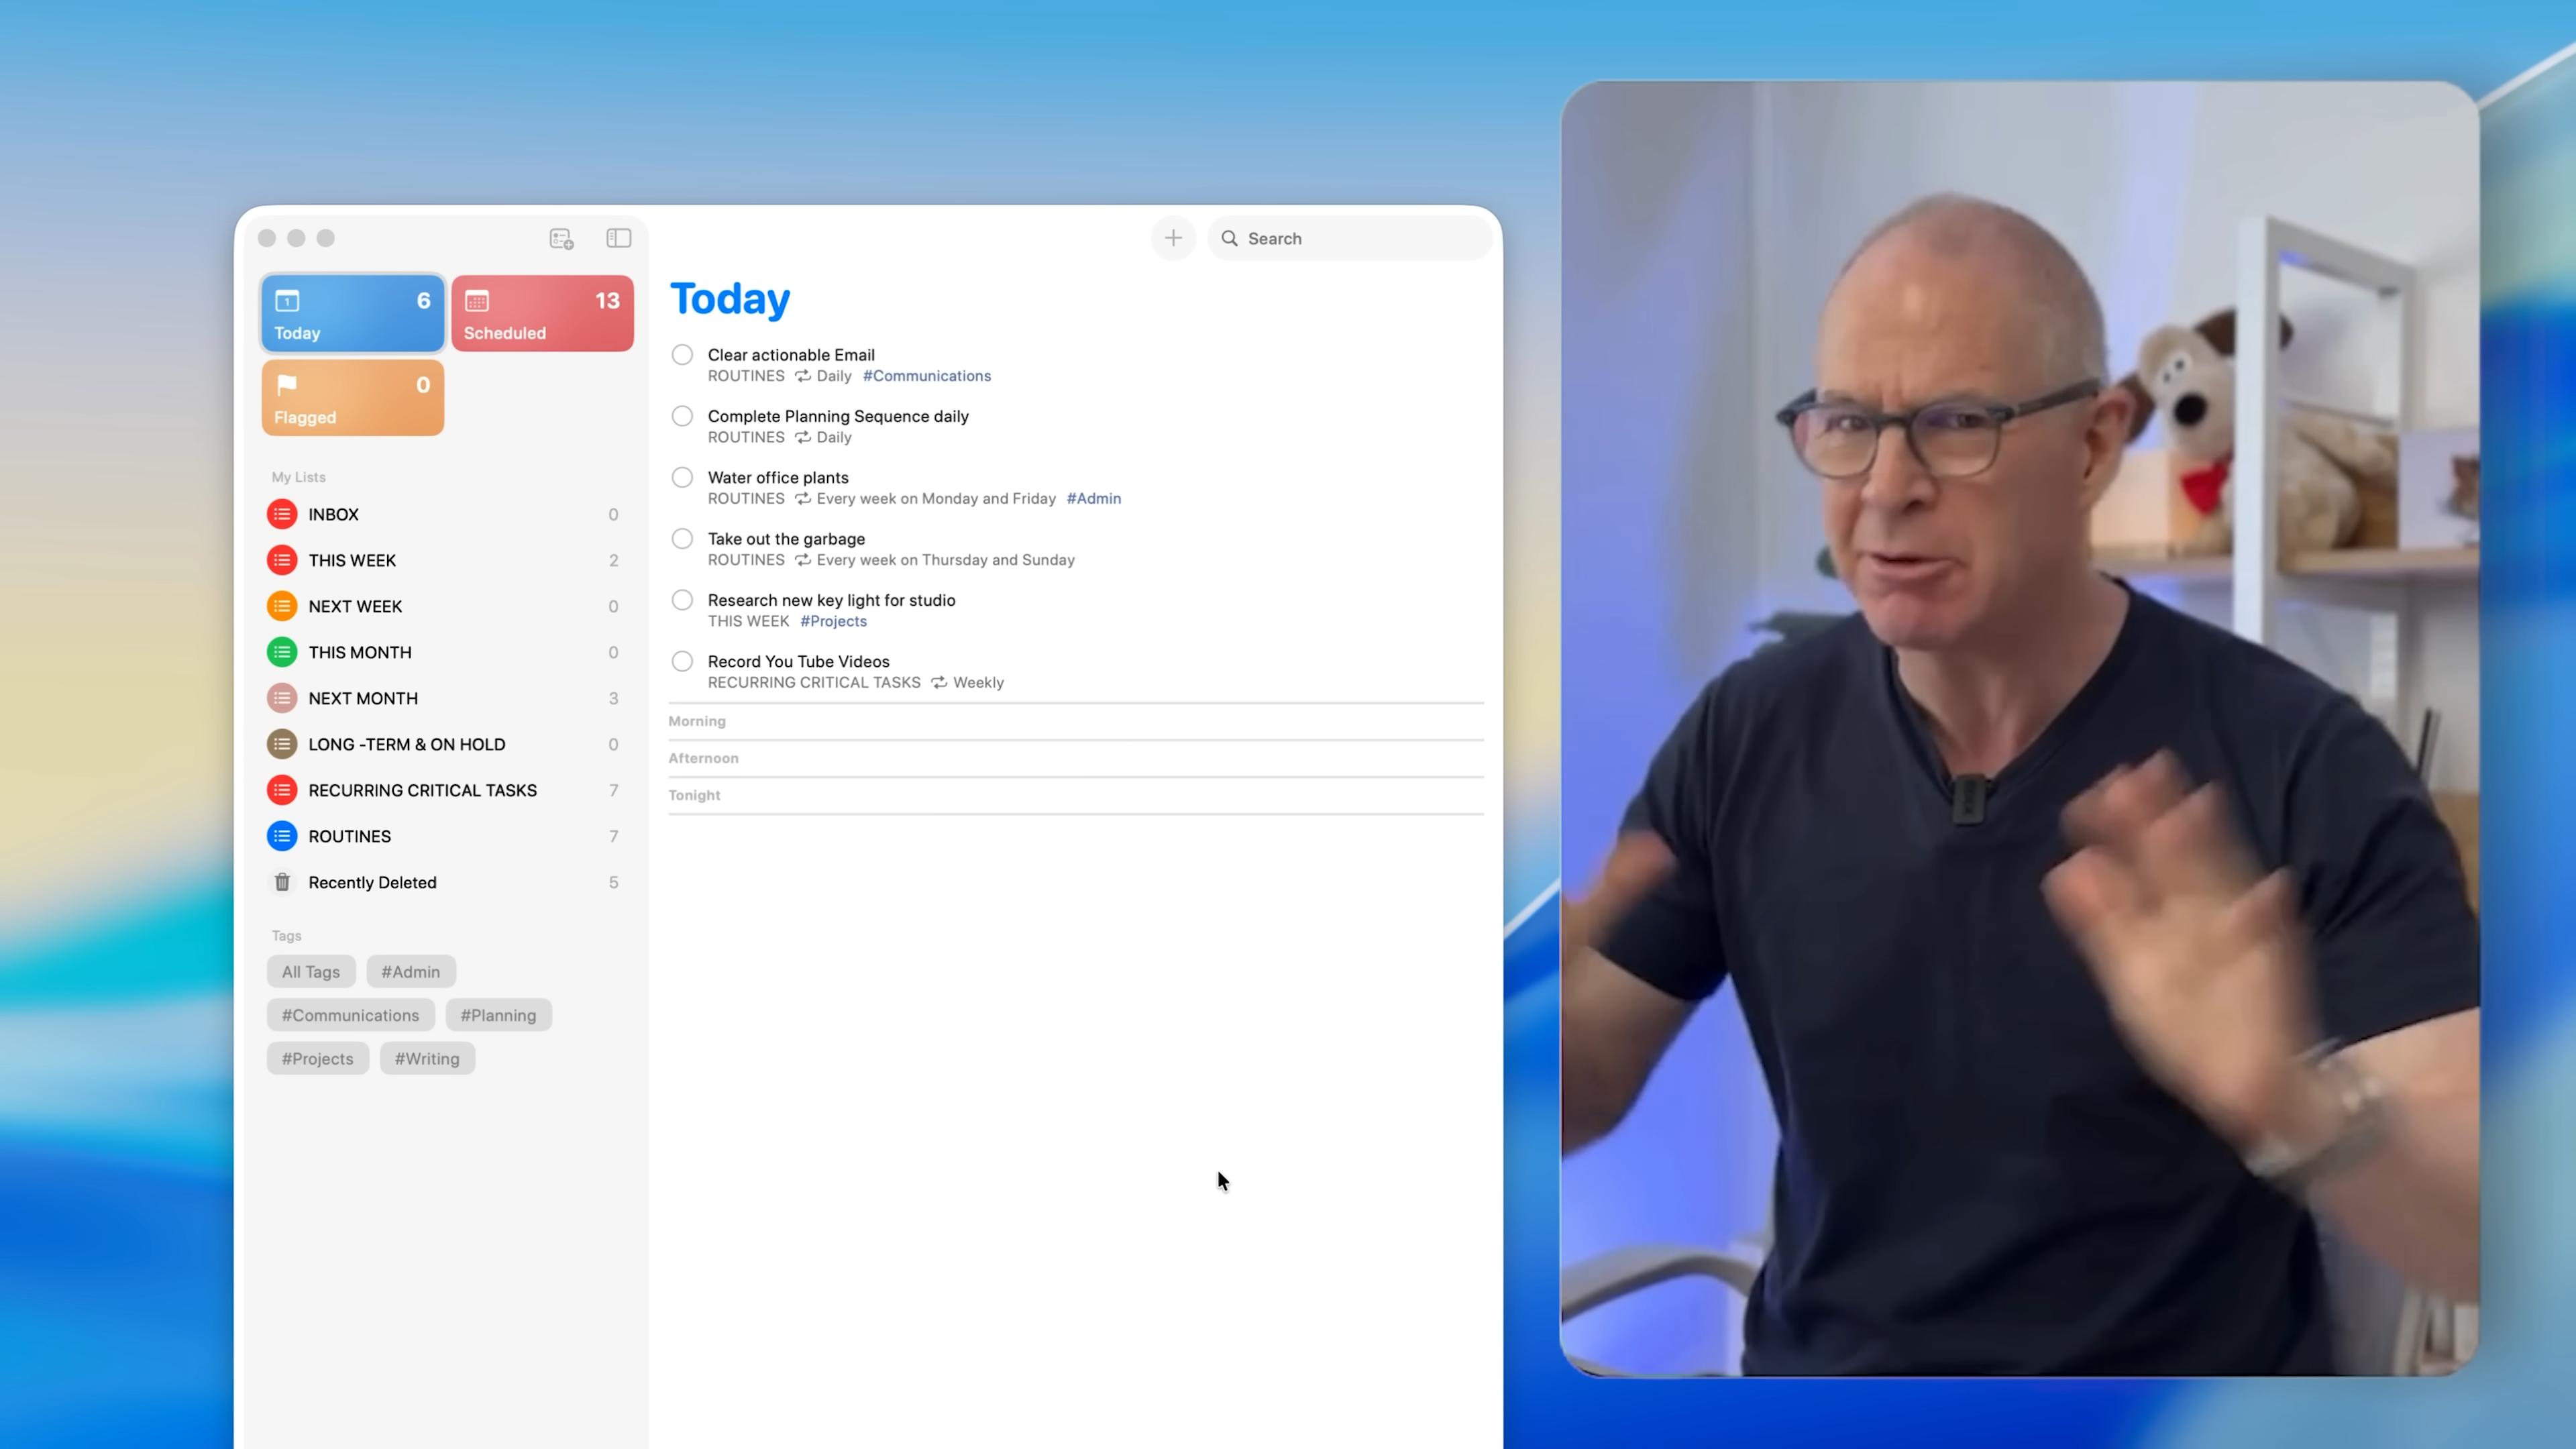 Today
6
Scheduled
13
Flagged
0
My Lists
INBOX 0
THIS WEEK 2
NEXT WEEK 0
THIS MONTH 0
NEXT MONTH 3
LONG -TERM & ON HOLD 0
RECURRING CRITICAL TASKS 7
ROUTINES 7
Recently Deleted 5
Tags
All Tags #Admin
#Communications #Planning
#Projects #Writing
Search
Today
Clear actionable Email
ROUTINES Daily #Communications
Complete Planning Sequence daily
ROUTINES Daily
Water office plants
ROUTINES Every week on Monday and Friday #Admin
Take out the garbage
ROUTINES Every week on Thursday and Sunday
Research new key light for studio
THIS WEEK #Projects
Record You Tube Videos
RECURRING CRITICAL TASKS Weekly
Morning
Afternoon
Tonight